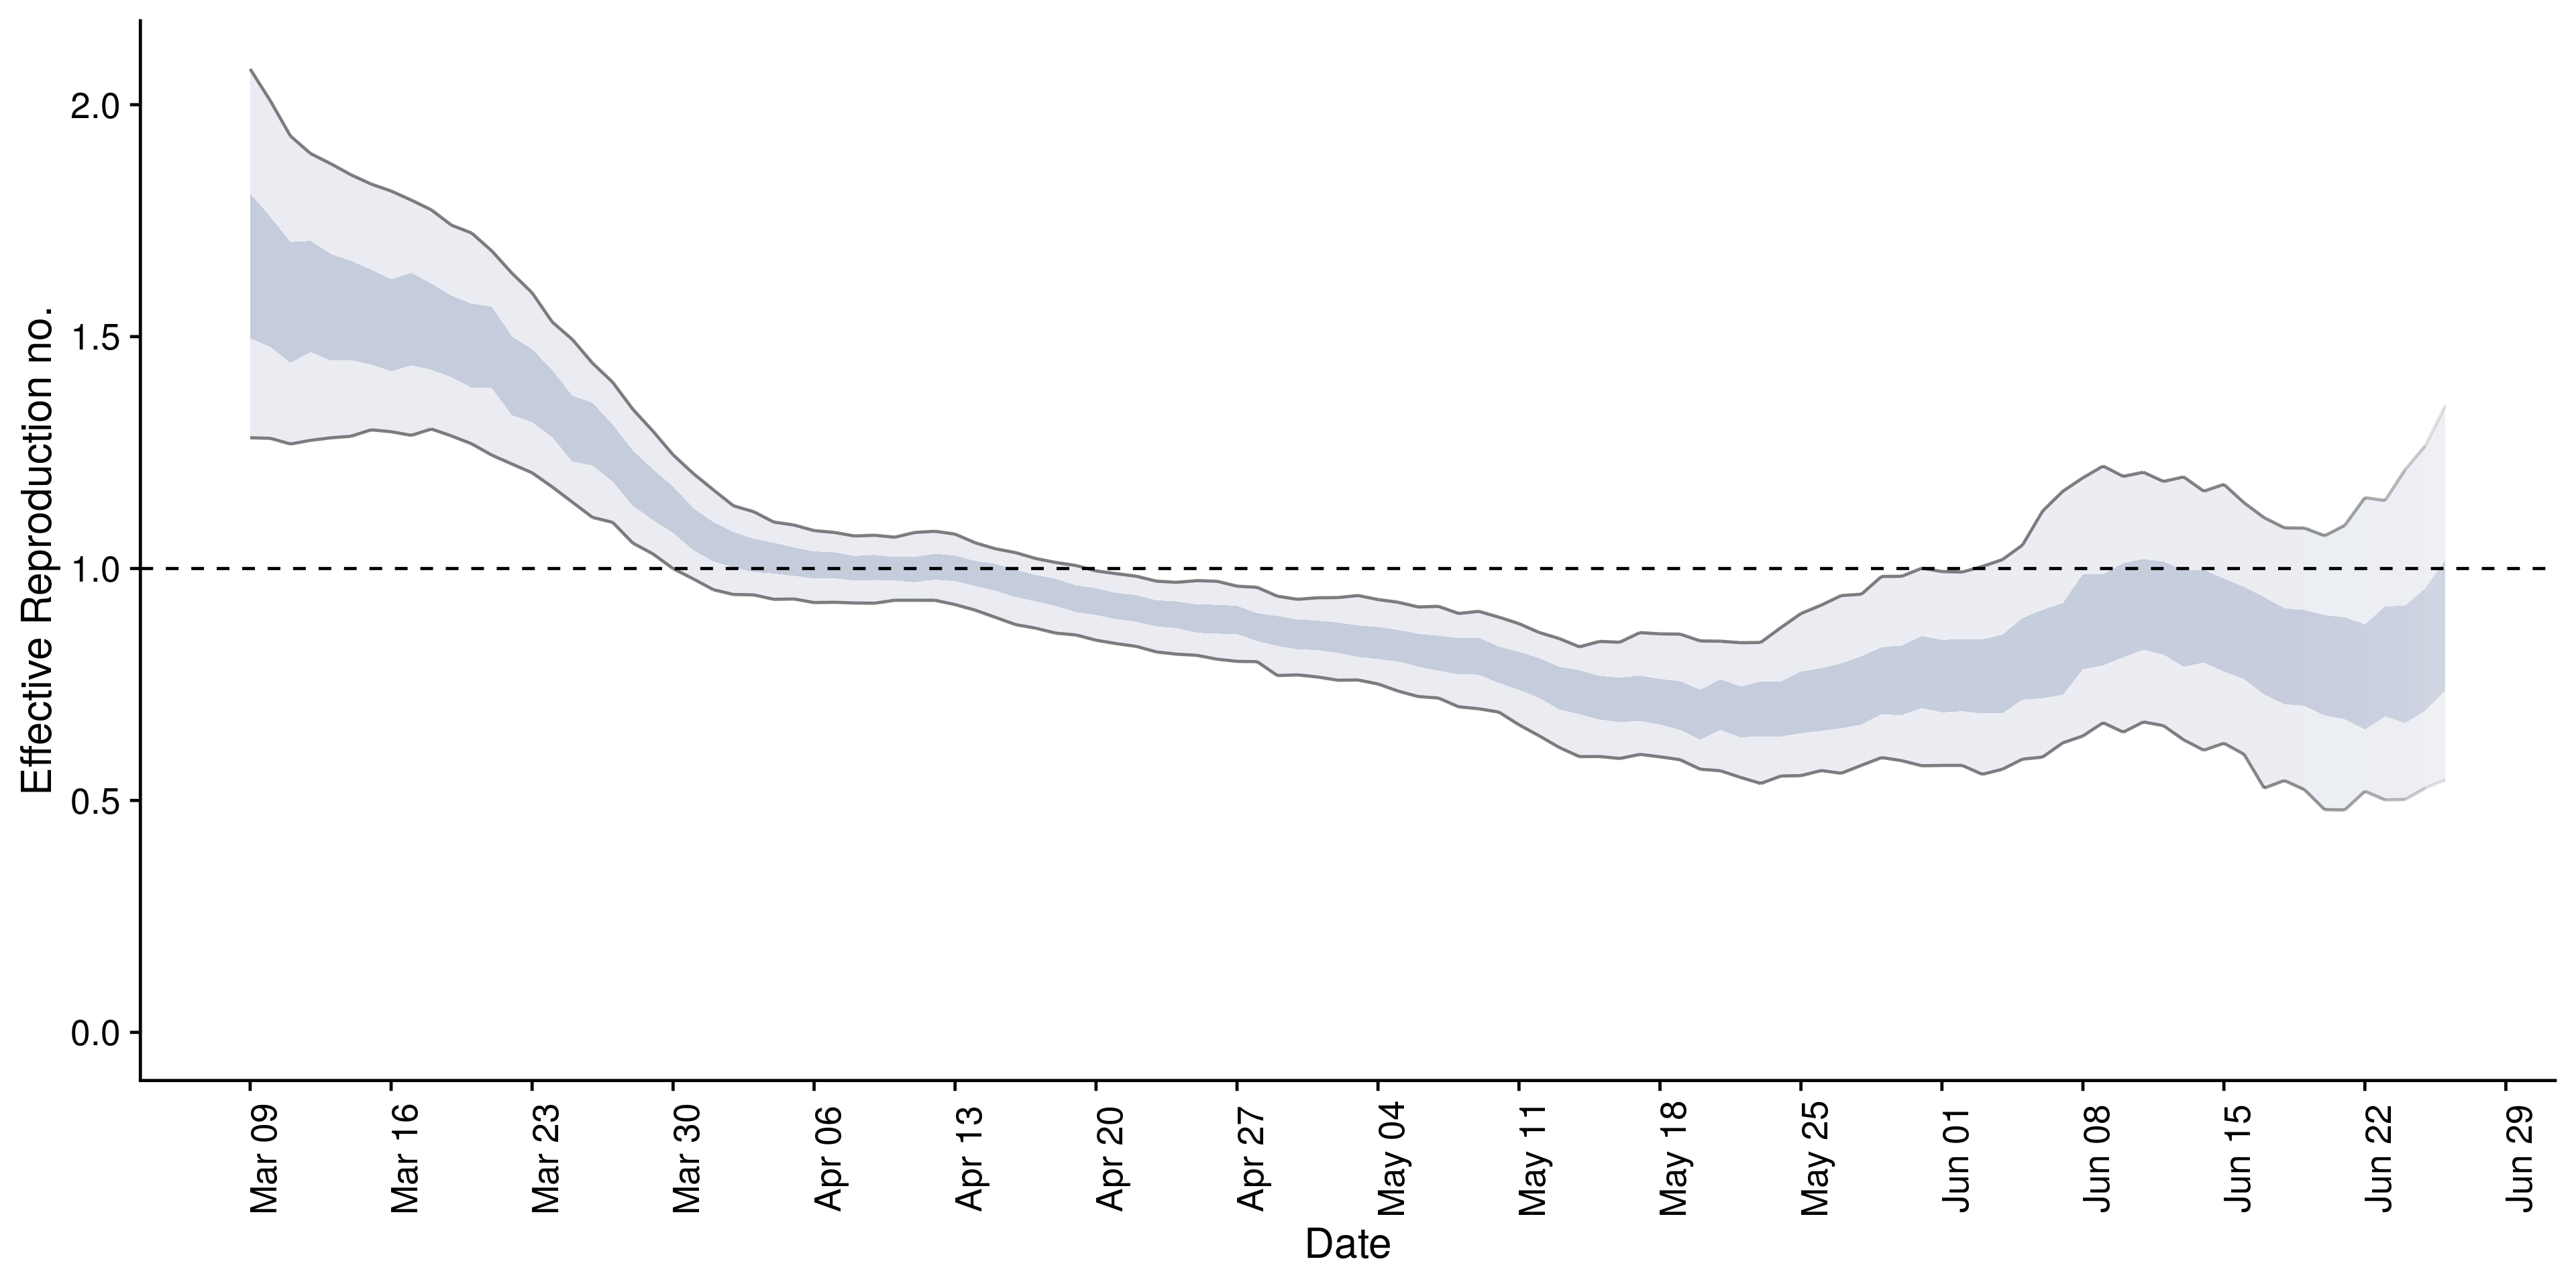 Effective Reproduction no.
2.0
1.5
1.0
0.5
0.0
Mar 09
Mar 16
Mar 23
Mar 30
Apr 06
Apr 13
Apr 20
Apr 27
May 04
May 11
May 18
May 25
Jun 01
Jun 08
Jun 15
Jun 22
Jun 29
Date